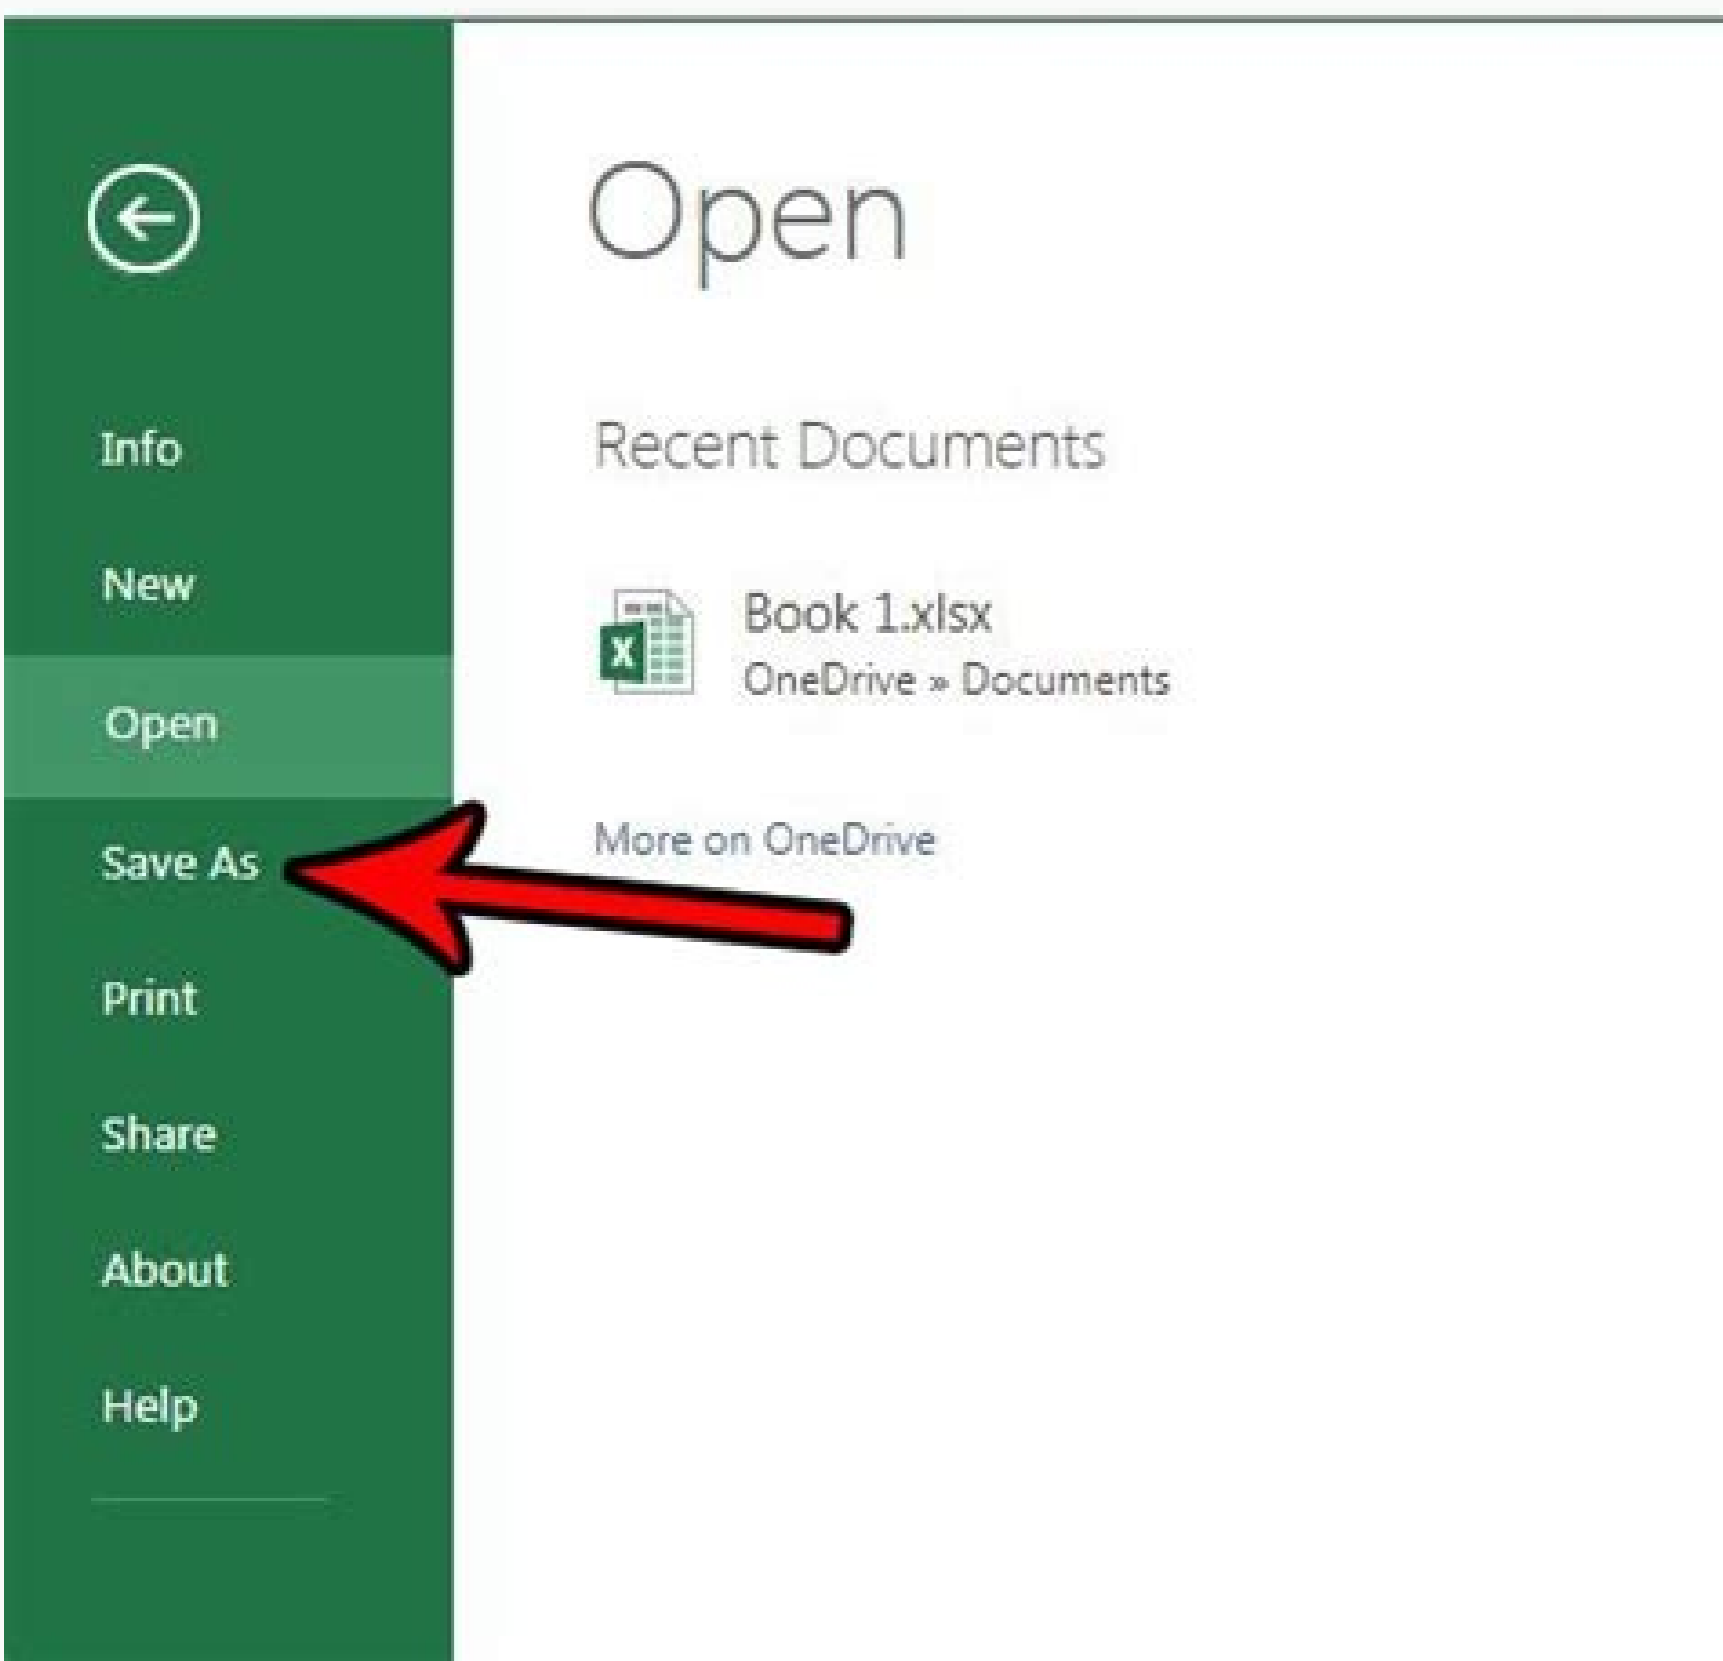 Open
Info
New
Open
Save As
Print
Share
About
Help
Recent Documents
X
Book 1.xlsx
OneDrive » Documents
More on OneDrive